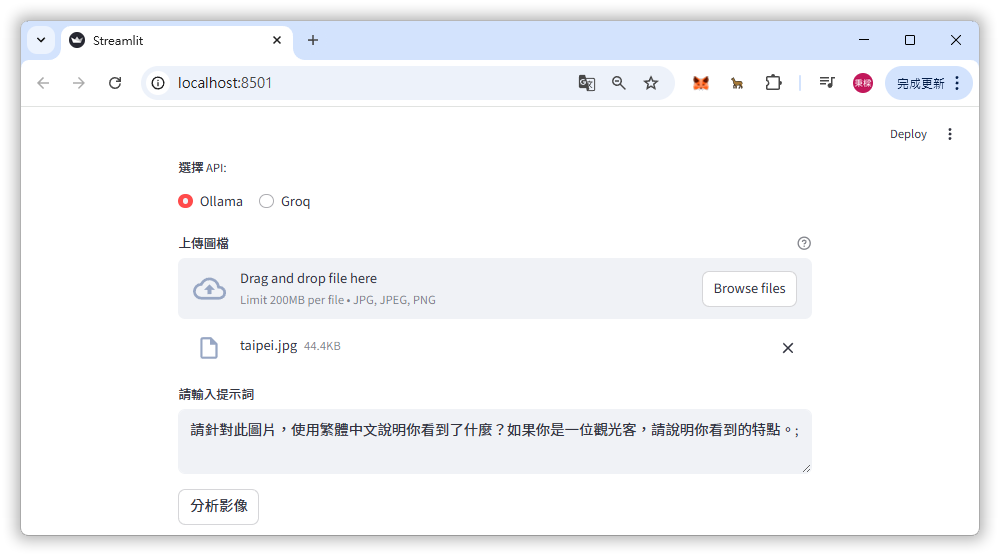 Streamlit
localhost:8501
完成更新
Deploy
選擇 API:
Ollama
Groq
上傳圖檔
Drag and drop file here
Limit 200MB per file • JPG, JPEG, PNG
Browse files
taipei.jpg 44.4KB
請輸入提示詞
請針對此圖片，使用繁體中文說明你看到了什麼？如果你是一位觀光客，請說明你看到的特點。;
分析影像